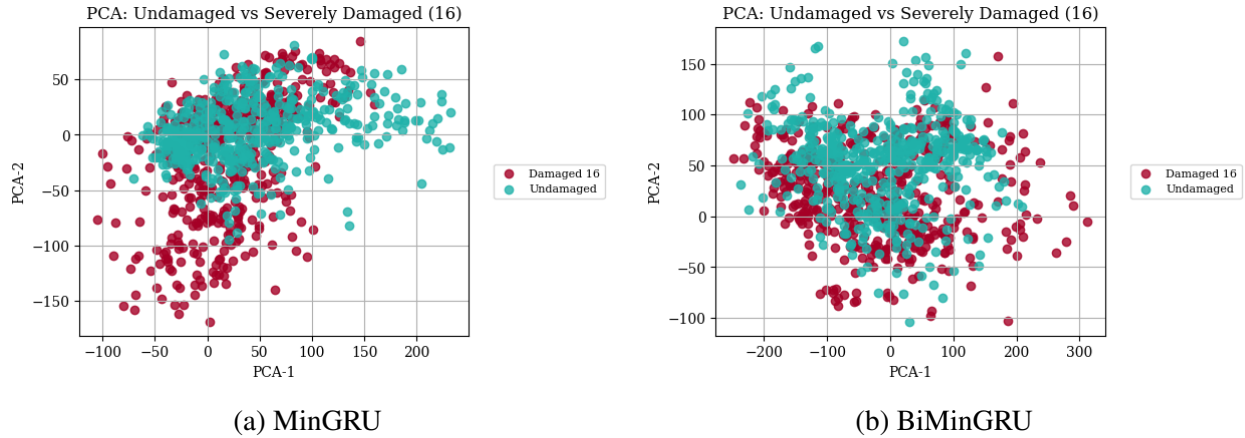 PCA: Undamaged vs Severely Damaged (16)
50
0
−50
−100
−150
PCA-2
−100
−50
0
50
100
150
200
PCA-1
Damaged 16
Undamaged
(a) MinGRU
PCA: Undamaged vs Severely Damaged (16)
150
100
50
0
−50
−100
PCA-2
−200
−100
0
100
200
300
PCA-1
Damaged 16
Undamaged
(b) BiMinGRU